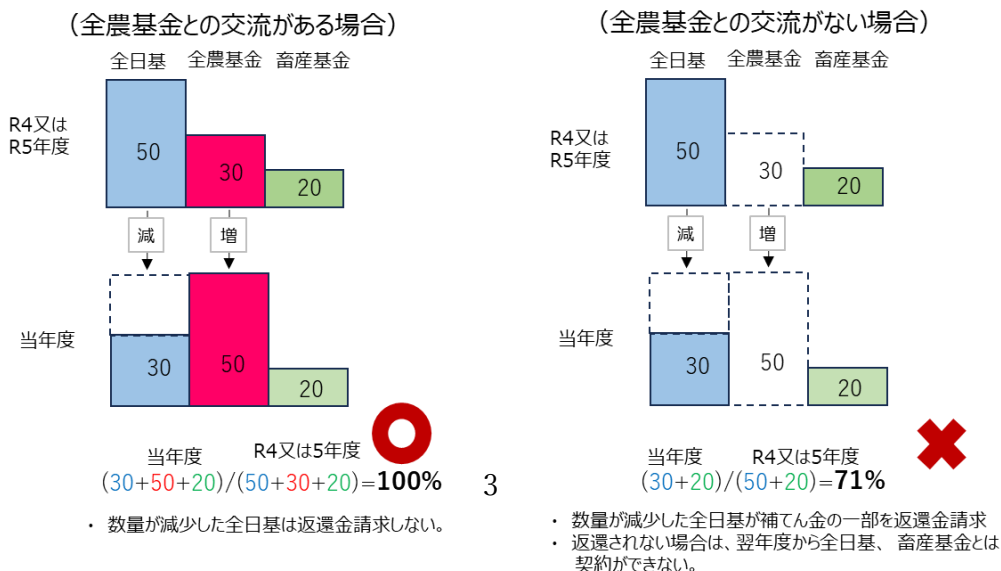 （全農基金との交流がある場合）
全日基 全農基金 畜産基金
R4又は
R5年度
50
30
20
減 増
当年度
30
50
20
当年度 R4又は5年度
(30+50+20)/(50+30+20)=100%
・ 数量が減少した全日基は返還金請求しない。
3
（全農基金との交流がない場合）
全日基 全農基金 畜産基金
R4又は
R5年度
50
30
20
減 増
当年度
30
50
20
当年度 R4又は5年度
(30+20)/(50+20)=71%
・ 数量が減少した全日基が補てん金の一部を返還金請求
・ 返還されない場合は、翌年度から全日基、 畜産基金とは
契約ができない。